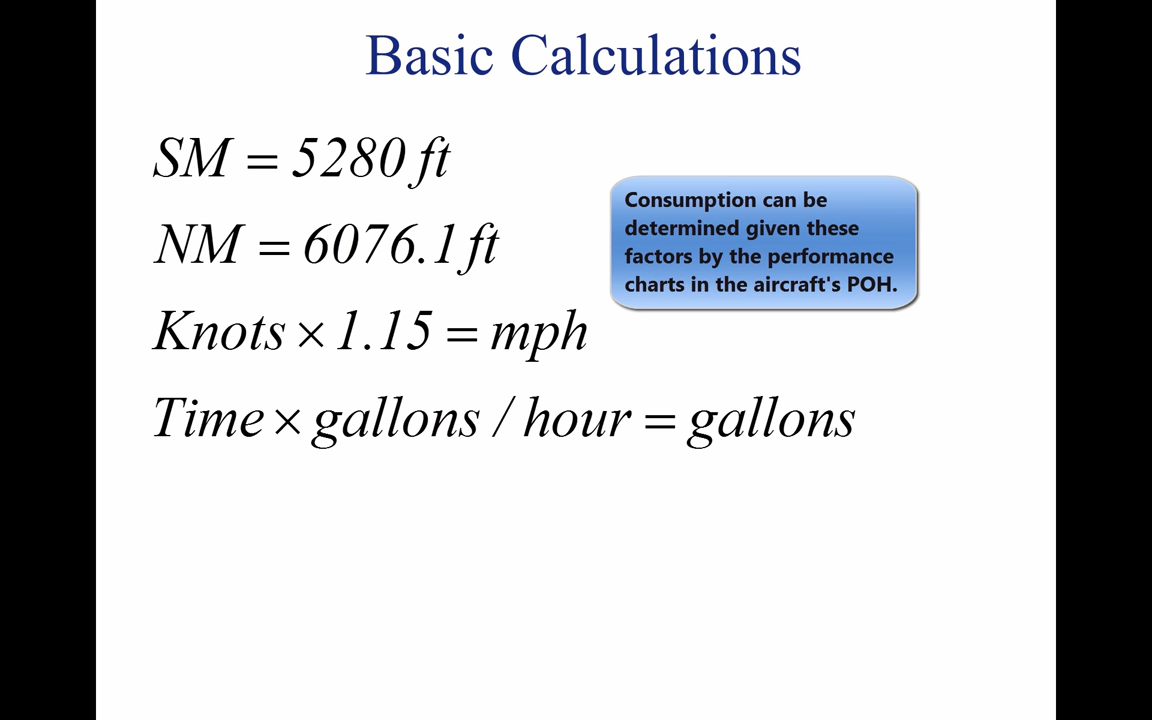 Basic Calculations
SM = 5280 ft
NM = 6076.1 ft
Knots × 1.15 = mph
Time × gallons / hour = gallons
Consumption can be
determined given these
factors by the performance
charts in the aircraft's POH.